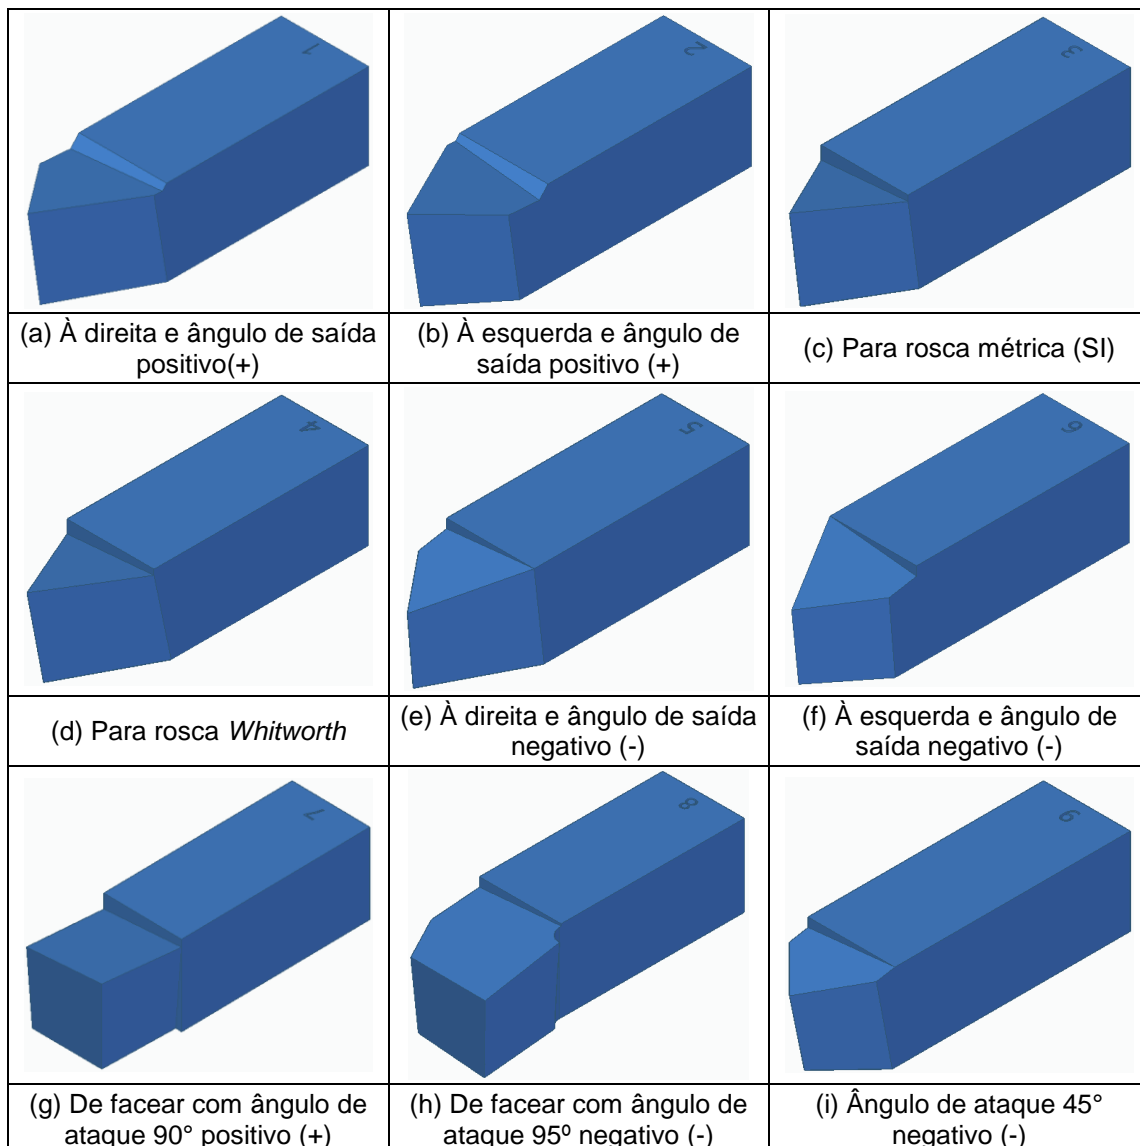 1
2
3
(a) À direita e ângulo de saída
positivo(+)
(b) À esquerda e ângulo de
saída positivo (+)
(c) Para rosca métrica (SI)
4
5
6
(d) Para rosca Whitworth
(e) À direita e ângulo de saída
negativo (-)
(f) À esquerda e ângulo de
saída negativo (-)
7
8
9
(g) De facear com ângulo de
ataque 90° positivo (+)
(h) De facear com ângulo de
ataque 95º negativo (-)
(i) Ângulo de ataque 45°
negativo (-)